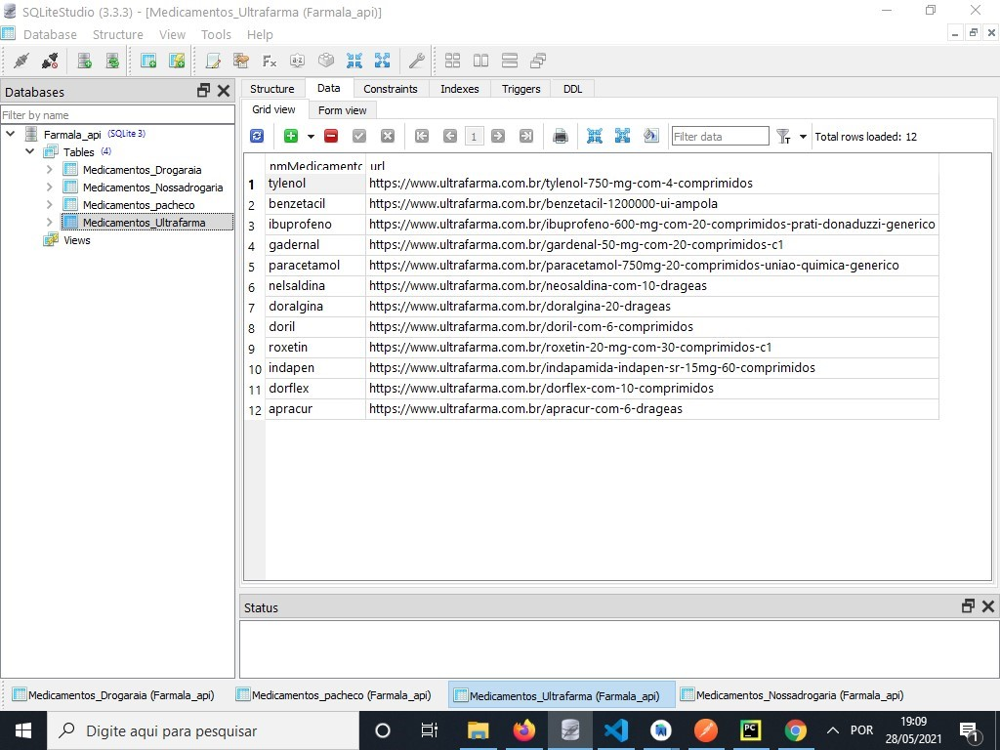 SQLiteStudio (3.3.3) - [Medicamentos_Ultrafarma (Farmala_api)]
Database Structure View Tools Help
Databases
Filter by name
Farmala_api (SQLite 3)
Tables (4)
Medicamentos_Drogaraia
Medicamentos_Nossadrogaria
Medicamentos_pacheco
Medicamentos_Ultrafarma
Views
Structure Data Constraints Indexes Triggers DDL
Grid view Form view
1 Filter data Total rows loaded: 12
nmMedicamento url
1 tylenol https://www.ultrafarma.com.br/tylenol-750-mg-com-4-comprimidos
2 benzetacil https://www.ultrafarma.com.br/benzetacil-1200000-ui-ampola
3 ibuprofeno https://www.ultrafarma.com.br/ibuprofeno-600-mg-com-20-comprimidos-prati-donaduzzi-generico
4 gadernal https://www.ultrafarma.com.br/gardenal-50-mg-com-20-comprimidos-c1
5 paracetamol https://www.ultrafarma.com.br/paracetamol-750mg-20-comprimidos-uniao-quimica-generico
6 nelsaldina https://www.ultrafarma.com.br/neosaldina-com-10-drageas
7 doralgina https://www.ultrafarma.com.br/doralgina-20-drageas
8 doril https://www.ultrafarma.com.br/doril-com-6-comprimidos
9 roxetin https://www.ultrafarma.com.br/roxetin-20-mg-com-30-comprimidos-c1
10 indapen https://www.ultrafarma.com.br/indapamida-indapen-sr-15mg-60-comprimidos
11 dorflex https://www.ultrafarma.com.br/dorflex-com-10-comprimidos
12 apracur https://www.ultrafarma.com.br/apracur-com-6-drageas
Status
Medicamentos_Drogaraia (Farmala_api) Medicamentos_pacheco (Farmala_api) Medicamentos_Ultrafarma (Farmala_api) Medicamentos_Nossadrogaria (Farmala_api)
Digite aqui para pesquisar
PC
POR
19:09
28/05/2021
1